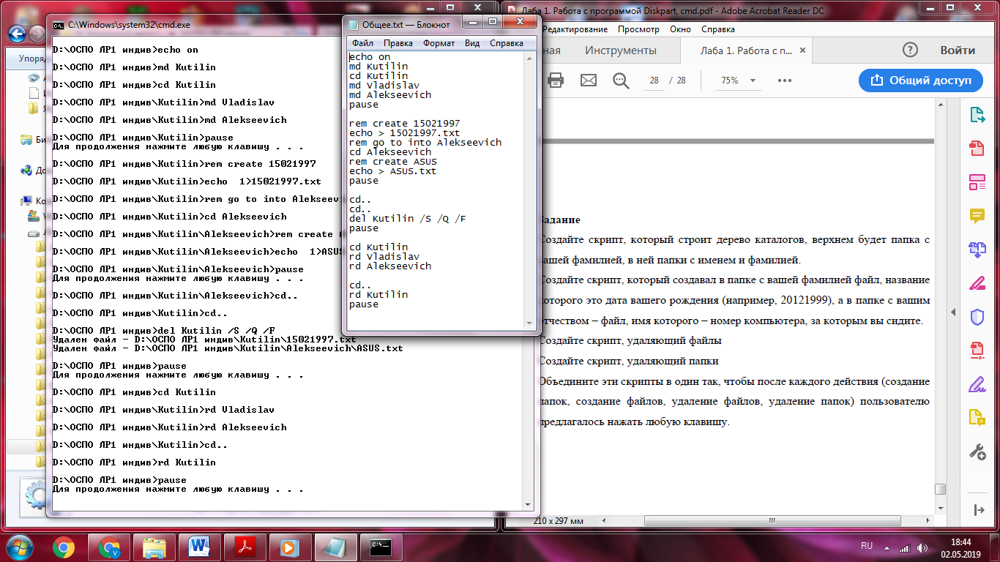 C:\Windows\system32\cmd.exe
D:\ОСПО ЛР1 индив>echo on
D:\ОСПО ЛР1 индив>md Kutilin
D:\ОСПО ЛР1 индив>cd Kutilin
D:\ОСПО ЛР1 индив\Kutilin>md Vladislav
D:\ОСПО ЛР1 индив\Kutilin>md Alekseevich
D:\ОСПО ЛР1 индив\Kutilin>pause
Для продолжения нажмите любую клавишу . . .
D:\ОСПО ЛР1 индив\Kutilin>rem create 15021997
D:\ОСПО ЛР1 индив\Kutilin>echo  1>15021997.txt
D:\ОСПО ЛР1 индив\Kutilin>rem go to into Alekseevi
D:\ОСПО ЛР1 индив\Kutilin>cd Alekseevich
D:\ОСПО ЛР1 индив\Kutilin\Alekseevich>rem create
D:\ОСПО ЛР1 индив\Kutilin\Alekseevich>echo  1>ASUS
D:\ОСПО ЛР1 индив\Kutilin\Alekseevich>pause
Для продолжения нажмите любую клавишу . . .
D:\ОСПО ЛР1 индив\Kutilin\Alekseevich>cd..
D:\ОСПО ЛР1 индив\Kutilin>cd..
D:\ОСПО ЛР1 индив>del Kutilin /S /Q /F
Удален файл - D:\ОСПО ЛР1 индив\Kutilin\15021997.txt
Удален файл - D:\ОСПО ЛР1 индив\Kutilin\Alekseevich\ASUS.txt
D:\ОСПО ЛР1 индив>pause
Для продолжения нажмите любую клавишу . . .
D:\ОСПО ЛР1 индив>cd Kutilin
D:\ОСПО ЛР1 индив\Kutilin>rd Vladislav
D:\ОСПО ЛР1 индив\Kutilin>rd Alekseevich
D:\ОСПО ЛР1 индив\Kutilin>cd..
D:\ОСПО ЛР1 индив>rd Kutilin
D:\ОСПО ЛР1 индив>pause
Для продолжения нажмите любую клавишу . . .
Упоряд
Би
До
Ко
Общее.txt — Блокнот
Файл Правка Формат Вид Справка
echo on
md Kutilin
cd Kutilin
md Vladislav
md Alekseevich
pause
rem create 15021997
echo > 15021997.txt
rem go to into Alekseevich
cd Alekseevich
rem create ASUS
echo > ASUS.txt
pause
cd..
cd..
del Kutilin /S /Q /F
pause
cd Kutilin
rd Vladislav
rd Alekseevich
cd..
rd Kutilin
pause
Лаба 1. Работа с программой Diskpart, cmd.pdf - Adobe Acrobat Reader DC
Редактирование Просмотр Окно Справка
ная Инструменты Лаба 1. Работа с п... × Войти
28 / 28 75% Общий доступ
Задание
Создайте скрипт, который строит дерево каталогов, верхнем будет папка с
вашей фамилией, в ней папки с именем и фамилией.
Создайте скрипт, который создавал в папке с вашей фамилией файл, название
которого это дата вашего рождения (например, 20121999), а в папке с вашим
отчеством – файл, имя которого – номер компьютера, за которым вы сидите.
Создайте скрипт, удаляющий файлы
Создайте скрипт, удаляющий папки
Объедините эти скрипты в один так, чтобы после каждого действия (создание
папок, создание файлов, удаление файлов, удаление папок) пользователю
предлагалось нажать любую клавишу.
210 x 297 мм
RU
18:44
02.05.2019